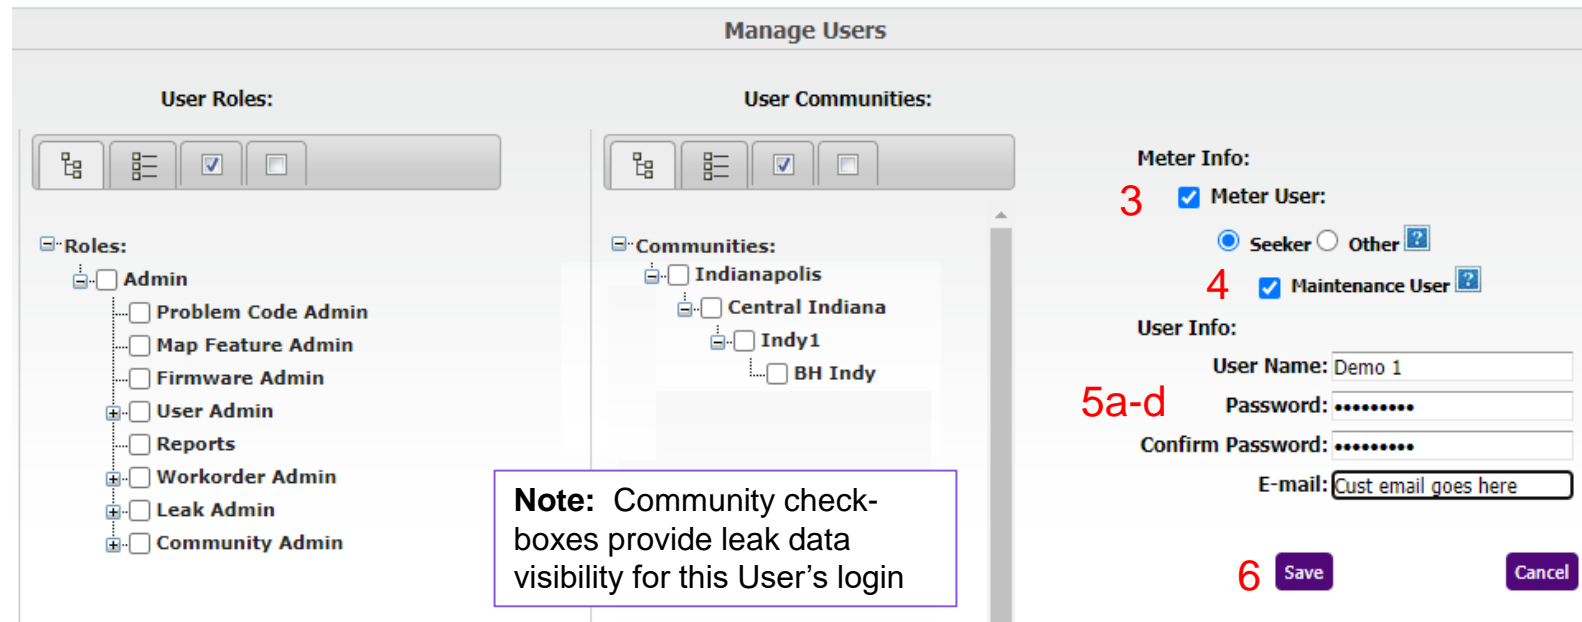 Manage Users
User Roles:
User Communities:
Roles:
Admin
Problem Code Admin
Map Feature Admin
Firmware Admin
User Admin
Reports
Workorder Admin
Leak Admin
Community Admin
Communities:
Indianapolis
Central Indiana
Indy1
BH Indy
Note: Community check-
boxes provide leak data
visibility for this User’s login
Meter Info:
3 Meter User:
Seeker Other ?
4 Maintenance User ?
User Info:
User Name: Demo 1
5a-d Password: •••••••••
Confirm Password: •••••••••
E-mail: Cust email goes here
6 Save Cancel